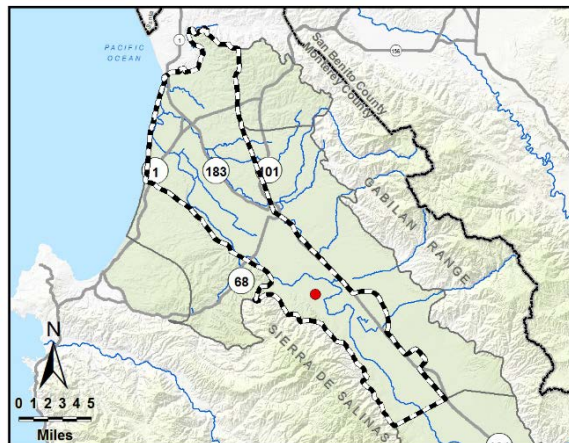 PACIFIC
OCEAN
1
156
San Benito County
Monterey County
183
101
1
GABILAN RANGE
68
SIERRA DE SALINAS
N
0 1 2 3 4 5
Miles